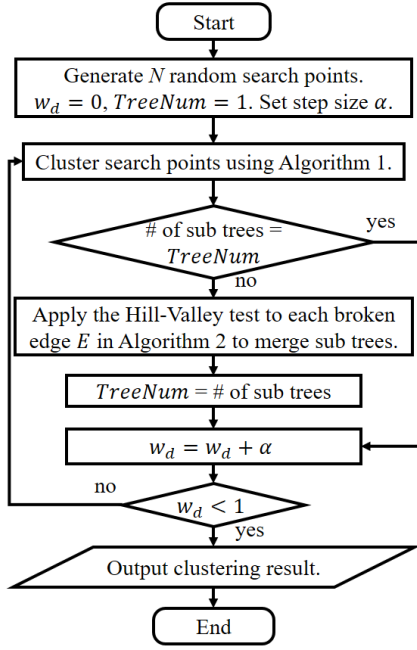 Start
Generate N random search points.
w_d = 0, TreeNum = 1. Set step size α.
Cluster search points using Algorithm 1.
# of sub trees =
TreeNum
yes
no
Apply the Hill-Valley test to each broken
edge E in Algorithm 2 to merge sub trees.
TreeNum = # of sub trees
w_d = w_d + α
no
w_d < 1
yes
Output clustering result.
End